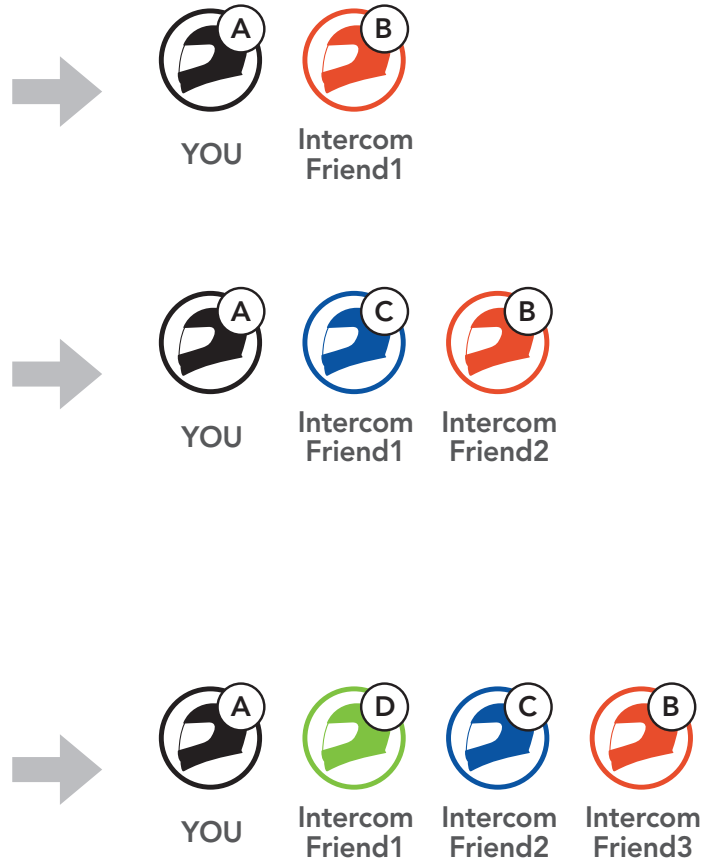 A B
YOU Intercom
Friend1
A C B
YOU Intercom Intercom
Friend1 Friend2
A D C B
YOU Intercom Intercom Intercom
Friend1 Friend2 Friend3